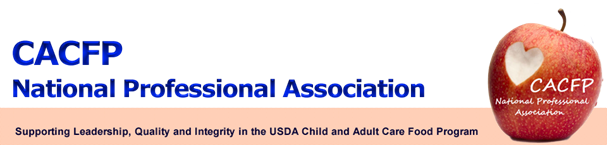 CACFP
National Professional Association
Supporting Leadership, Quality and Integrity in the USDA Child and Adult Care Food Program
CACFP
National Professional
Association